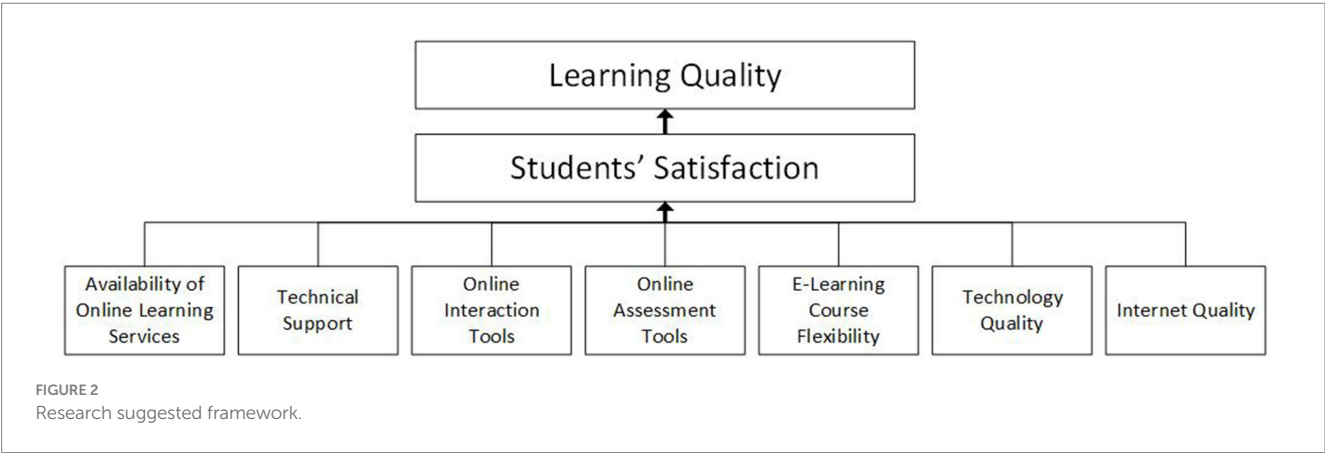 Learning Quality
Students’ Satisfaction
Availability of
Online Learning
Services
Technical
Support
Online
Interaction
Tools
Online
Assessment
Tools
E-Learning
Course
Flexibility
Technology
Quality
Internet Quality
FIGURE 2
Research suggested framework.